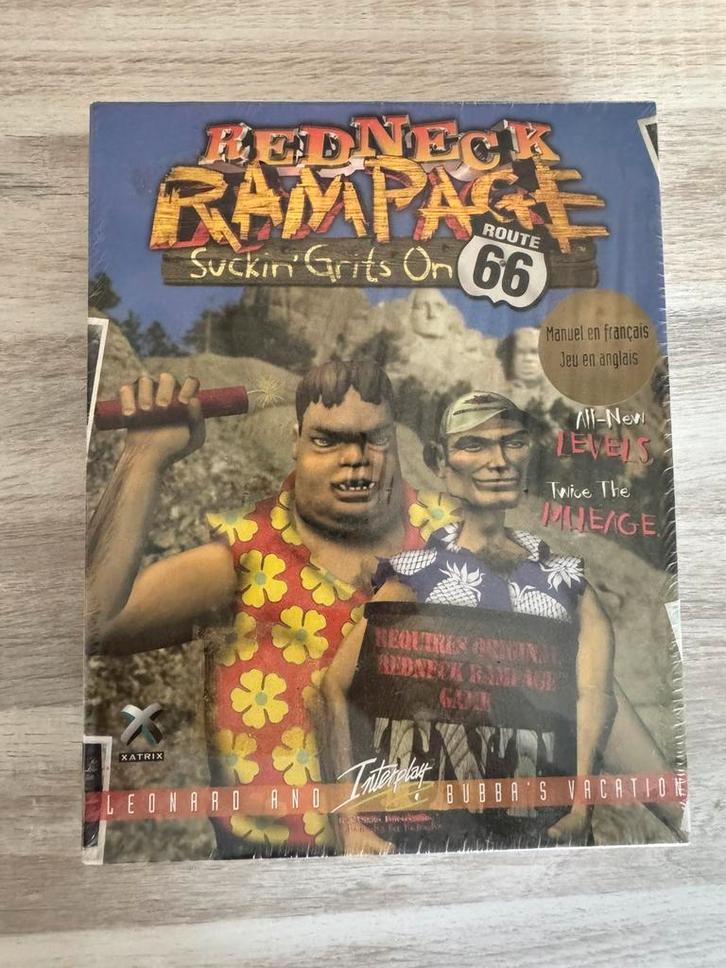 REDNECK
RAMPAGE
Suckin' Grits On
ROUTE
66
Manuel en français
Jeu en anglais
All-New
LEVELS
Twice The
MILEAGE
REQUIRES ORIGINAL
REDNECK RAMPAGE
GAME
TNT
XATRIX
Interplay
LEONARD AND BUBBA'S VACATION